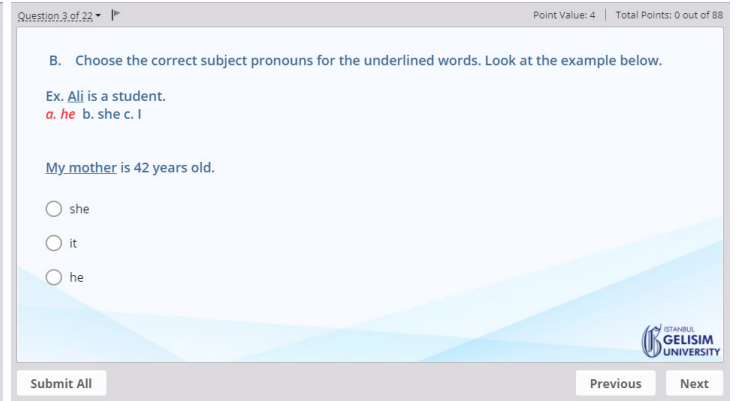 Question 3 of 22
Point Value: 4 | Total Points: 0 out of 88
B. Choose the correct subject pronouns for the underlined words. Look at the example below.
Ex. Ali is a student.
a. he b. she c. I
My mother is 42 years old.
she
it
he
ISTANBUL
GELISIM
UNIVERSITY
Submit All
Previous
Next